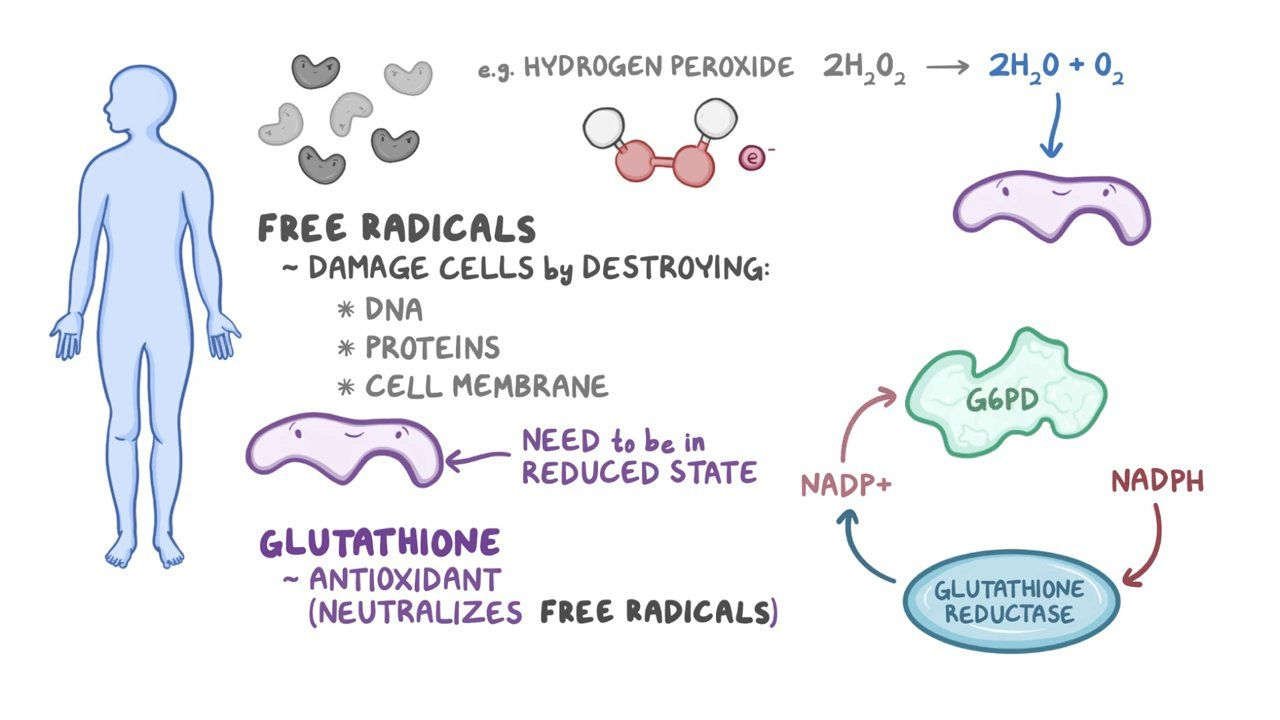 e.g. HYDROGEN PEROXIDE 2H₂O₂ → 2H₂O + O₂
e⁻
FREE RADICALS
~ DAMAGE CELLS by DESTROYING:
* DNA
* PROTEINS
* CELL MEMBRANE
NEED to be in
REDUCED STATE
GLUTATHIONE
~ ANTIOXIDANT
(NEUTRALIZES FREE RADICALS)
G6PD
NADP+
NADPH
GLUTATHIONE
REDUCTASE